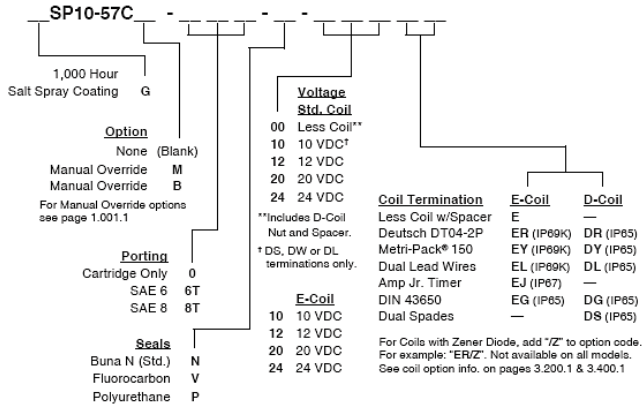 __SP10-57C__ - ____ - __ - ____ ____
1,000 Hour
Salt Spray Coating G
Option
None (Blank)
Manual Override M
Manual Override B
For Manual Override options
see page 1.001.1
Porting
Cartridge Only 0
SAE 6 6T
SAE 8 8T
Seals
Buna N (Std.) N
Fluorocarbon V
Polyurethane P
Voltage
Std. Coil
00 Less Coil**
10 10 VDC†
12 12 VDC
20 20 VDC
24 24 VDC
**Includes D-Coil
Nut and Spacer.
† DS, DW or DL
terminations only.
E-Coil
10 10 VDC
12 12 VDC
20 20 VDC
24 24 VDC
Coil Termination E-Coil D-Coil
Less Coil w/Spacer E —
Deutsch DT04-2P ER (IP69K) DR (IP65)
Metri-Pack® 150 EY (IP69K) DY (IP65)
Dual Lead Wires EL (IP69K) DL (IP65)
Amp Jr. Timer EJ (IP67) —
DIN 43650 EG (IP65) DG (IP65)
Dual Spades — DS (IP65)
For Coils with Zener Diode, add "/Z" to option code.
For example: "ER/Z". Not available on all models.
See coil option info. on pages 3.200.1 & 3.400.1